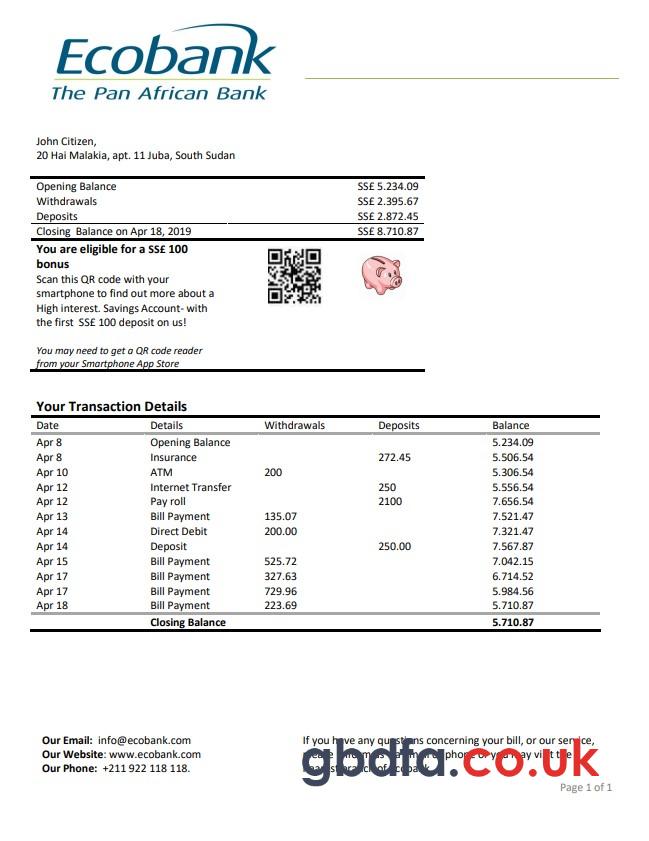 Ecobank
The Pan African Bank
John Citizen,
20 Hai Malakia, apt. 11 Juba, South Sudan
Opening Balance SS£ 5.234.09
Withdrawals SS£ 2.395.67
Deposits SS£ 2.872.45
Closing Balance on Apr 18, 2019 SS£ 8.710.87
You are eligible for a SS£ 100
bonus
Scan this QR code with your
smartphone to find out more about a
High interest. Savings Account- with
the first SS£ 100 deposit on us!
You may need to get a QR code reader
from your Smartphone App Store
Your Transaction Details
Date Details Withdrawals Deposits Balance
Apr 8 Opening Balance 5.234.09
Apr 8 Insurance 272.45 5.506.54
Apr 10 ATM 200 5.306.54
Apr 12 Internet Transfer 250 5.556.54
Apr 12 Pay roll 2100 7.656.54
Apr 13 Bill Payment 135.07 7.521.47
Apr 14 Direct Debit 200.00 7.321.47
Apr 14 Deposit 250.00 7.567.87
Apr 15 Bill Payment 525.72 7.042.15
Apr 17 Bill Payment 327.63 6.714.52
Apr 17 Bill Payment 729.96 5.984.56
Apr 18 Bill Payment 223.69 5.710.87
Closing Balance 5.710.87
Our Email: info@ecobank.com
Our Website: www.ecobank.com
Our Phone: +211 922 118 118.
If you have any questions concerning your bill, or our service,
phone or you may visit the
gbdfa.co.uk
Page 1 of 1